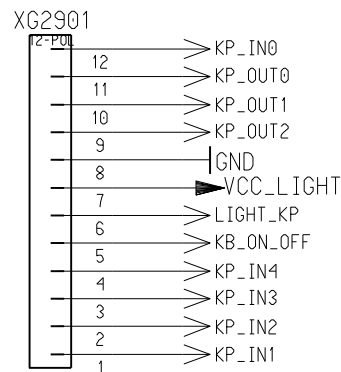 XG2901
12-POL
KP_IN0
12
KP_OUT0
11
KP_OUT1
10
KP_OUT2
9
GND
8
VCC_LIGHT
7
LIGHT_KP
6
KB_ON_OFF
5
KP_IN4
4
KP_IN3
3
KP_IN2
2
KP_IN1
1